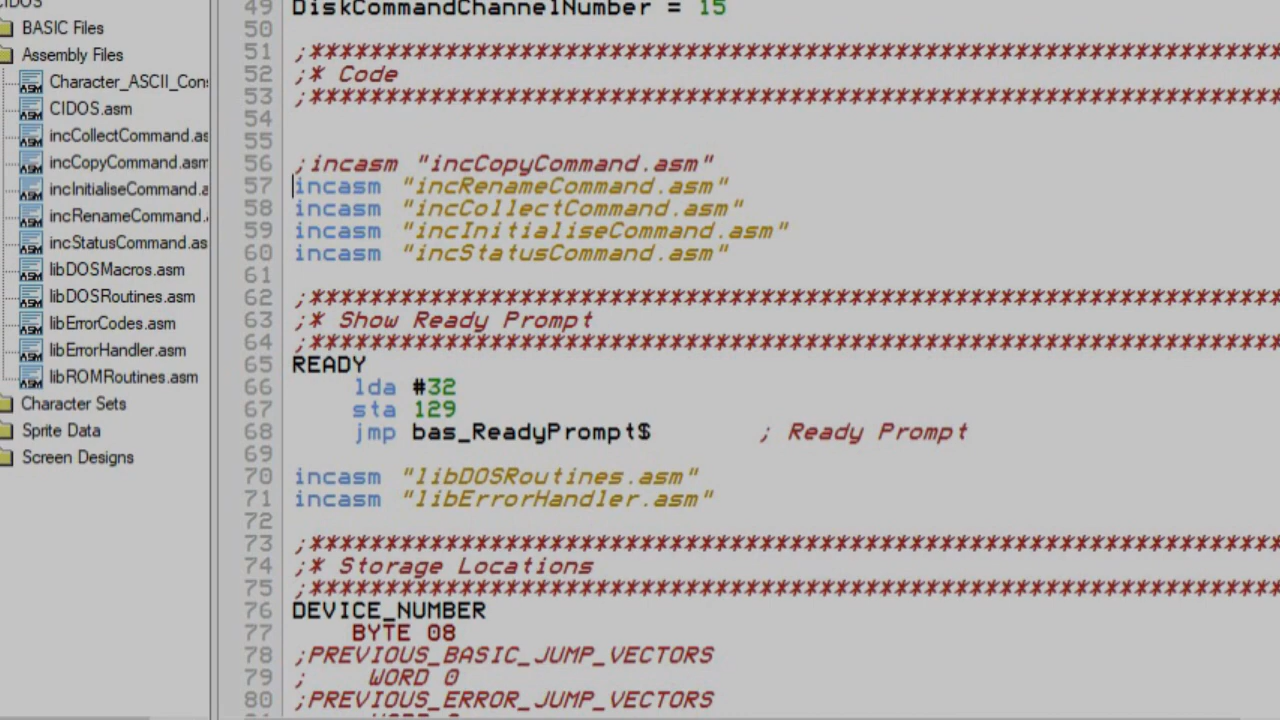 CIDOS
BASIC Files
Assembly Files
Character_ASCII_Con
CIDOS.asm
incCollectCommand.as
incCopyCommand.asm
incInitialiseCommand.a
incRenameCommand.
incStatusCommand.as
libDOSMacros.asm
libDOSRoutines.asm
libErrorCodes.asm
libErrorHandler.asm
libROMRoutines.asm
Character Sets
Sprite Data
Screen Designs
49 DiskCommandChannelNumber = 15
50
51 ;******************************************************************
52 ;* Code
53 ;******************************************************************
54
55
56 ;incasm "incCopyCommand.asm"
57 incasm "incRenameCommand.asm"
58 incasm "incCollectCommand.asm"
59 incasm "incInitialiseCommand.asm"
60 incasm "incStatusCommand.asm"
61
62 ;******************************************************************
63 ;* Show Ready Prompt
64 ;******************************************************************
65 READY
66 lda #32
67 sta 129
68 jmp bas_ReadyPrompt$ ; Ready Prompt
69
70 incasm "libDOSRoutines.asm"
71 incasm "libErrorHandler.asm"
72
73 ;******************************************************************
74 ;* Storage Locations
75 ;******************************************************************
76 DEVICE_NUMBER
77 BYTE 08
78 ;PREVIOUS_BASIC_JUMP_VECTORS
79 ; WORD 0
80 ;PREVIOUS_ERROR_JUMP_VECTORS